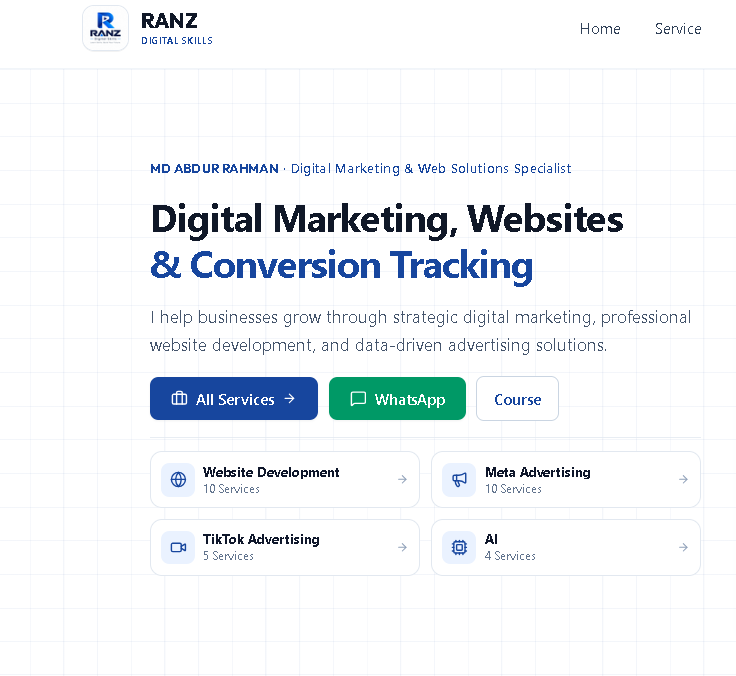 RANZ
RANZ
DIGITAL SKILLS
Home
Service
MD ABDUR RAHMAN · Digital Marketing & Web Solutions Specialist
Digital Marketing, Websites
& Conversion Tracking
I help businesses grow through strategic digital marketing, professional
website development, and data-driven advertising solutions.
All Services →
WhatsApp
Course
Website Development
10 Services
→
Meta Advertising
10 Services
→
TikTok Advertising
5 Services
→
AI
4 Services
→